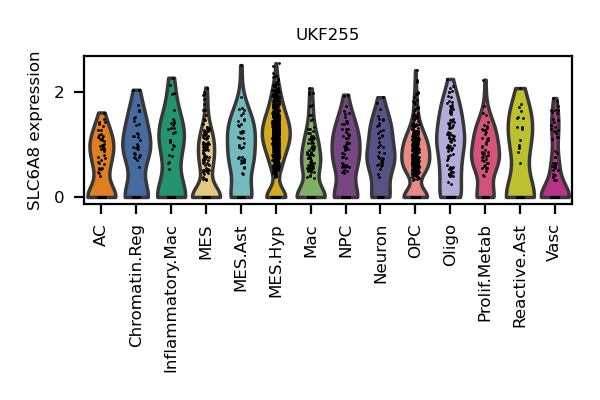 UKF255
SLC6A8 expression
2
0
AC
Chromatin.Reg
Inflammatory.Mac
MES
MES.Ast
MES.Hyp
Mac
NPC
Neuron
OPC
Oligo
Prolif.Metab
Reactive.Ast
Vasc